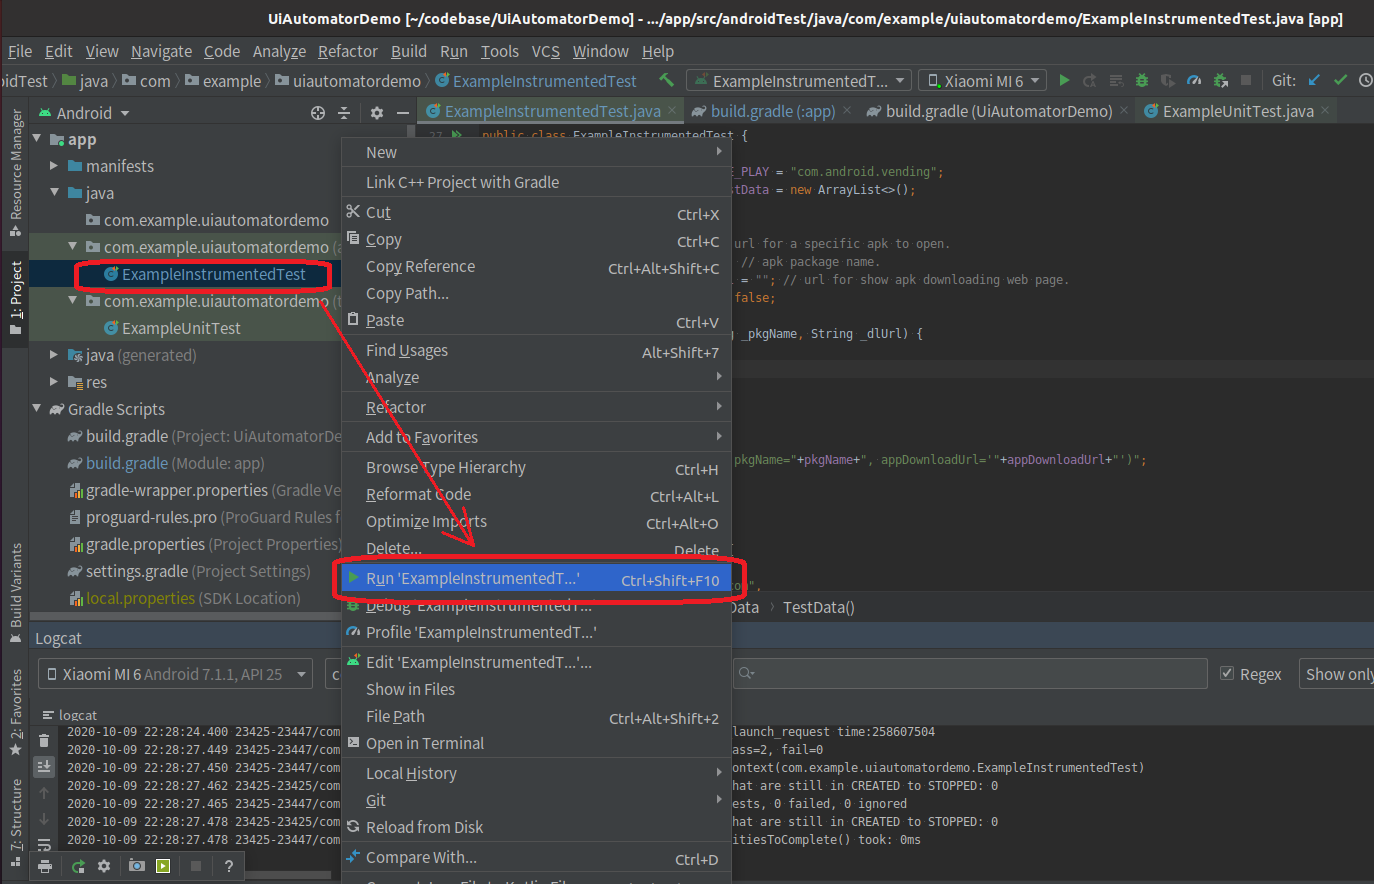 UiAutomatorDemo [~/codebase/UiAutomatorDemo] - .../app/src/androidTest/java/com/example/uiautomatordemo/ExampleInstrumentedTest.java [app]
File Edit View Navigate Code Analyze Refactor Build Run Tools VCS Window Help
oidTest java com example uiautomatordemo ExampleInstrumentedTest ExampleInstrumentedT... Xiaomi MI 6 Git:
Android
ExampleInstrumentedTest.java build.gradle (:app) build.gradle (UiAutomatorDemo) ExampleUnitTest.java
Resource Manager
1: Project
Build Variants
2: Favorites
7: Structure
app
manifests
java
com.example.uiautomatordemo
com.example.uiautomatordemo
ExampleInstrumentedTest
com.example.uiautomatordemo
ExampleUnitTest
java (generated)
res
Gradle Scripts
build.gradle (Project: UiAutomatorDe
build.gradle (Module: app)
gradle-wrapper.properties (Gradle Ve
proguard-rules.pro (ProGuard Rules f
gradle.properties (Project Properties)
settings.gradle (Project Settings)
local.properties (SDK Location)
27 public class ExampleInstrumentedTest {
E_PLAY = "com.android.vending";
stData = new ArrayList<>();
url for a specific apk to open.
// apk package name.
= ""; // url for show apk downloading web page.
false;
_pkgName, String _dlUrl) {
pkgName="+pkgName+", appDownloadUrl='"+appDownloadUrl+"')";
Data TestData()
New
Link C++ Project with Gradle
Cut Ctrl+X
Copy Ctrl+C
Copy Reference Ctrl+Alt+Shift+C
Copy Path...
Paste Ctrl+V
Find Usages Alt+Shift+7
Analyze
Refactor
Add to Favorites
Browse Type Hierarchy Ctrl+H
Reformat Code Ctrl+Alt+L
Optimize Imports Ctrl+Alt+O
Delete... Delete
Run 'ExampleInstrumentedT...' Ctrl+Shift+F10
Debug 'ExampleInstrumentedT...'
Profile 'ExampleInstrumentedT...'
Edit 'ExampleInstrumentedT...'...
Show in Files
File Path Ctrl+Alt+Shift+2
Open in Terminal
Local History
Git
Reload from Disk
Compare With... Ctrl+D
Logcat
Xiaomi MI 6 Android 7.1.1, API 25 Regex Show only
logcat
2020-10-09 22:28:24.400 23425-23447/com launch_request time:258607504
2020-10-09 22:28:27.449 23425-23447/com ass=2, fail=0
2020-10-09 22:28:27.450 23425-23447/com ontext(com.example.uiautomatordemo.ExampleInstrumentedTest)
2020-10-09 22:28:27.462 23425-23425/com hat are still in CREATED to STOPPED: 0
2020-10-09 22:28:27.465 23425-23447/com ests, 0 failed, 0 ignored
2020-10-09 22:28:27.478 23425-23425/com hat are still in CREATED to STOPPED: 0
2020-10-09 22:28:27.478 23425-23447/com itiesToComplete() took: 0ms